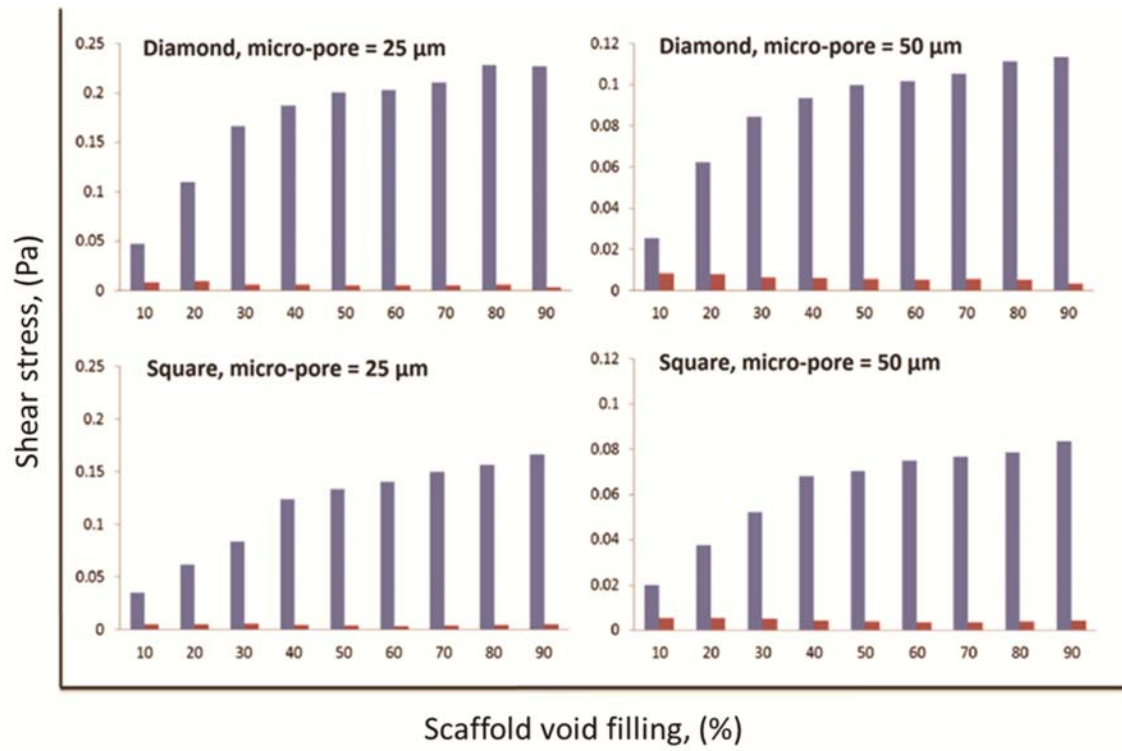 Shear stress, (Pa)
Diamond, micro-pore = 25 µm
0.25
0.2
0.15
0.1
0.05
0
10 20 30 40 50 60 70 80 90
Diamond, micro-pore = 50 µm
0.12
0.1
0.08
0.06
0.04
0.02
0
10 20 30 40 50 60 70 80 90
Square, micro-pore = 25 µm
0.25
0.2
0.15
0.1
0.05
0
10 20 30 40 50 60 70 80 90
Square, micro-pore = 50 µm
0.12
0.1
0.08
0.06
0.04
0.02
0
10 20 30 40 50 60 70 80 90
Scaffold void filling, (%)